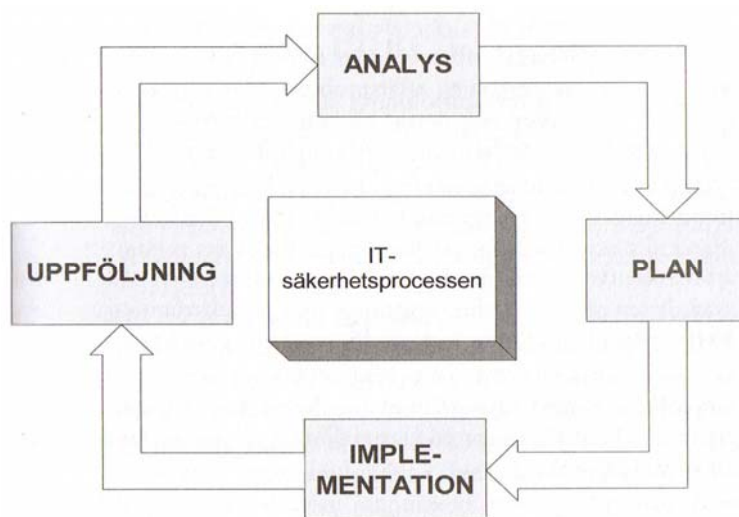 ANALYS
UPPFÖLJNING
IT-
säkerhetsprocessen
PLAN
IMPLE-
MENTATION